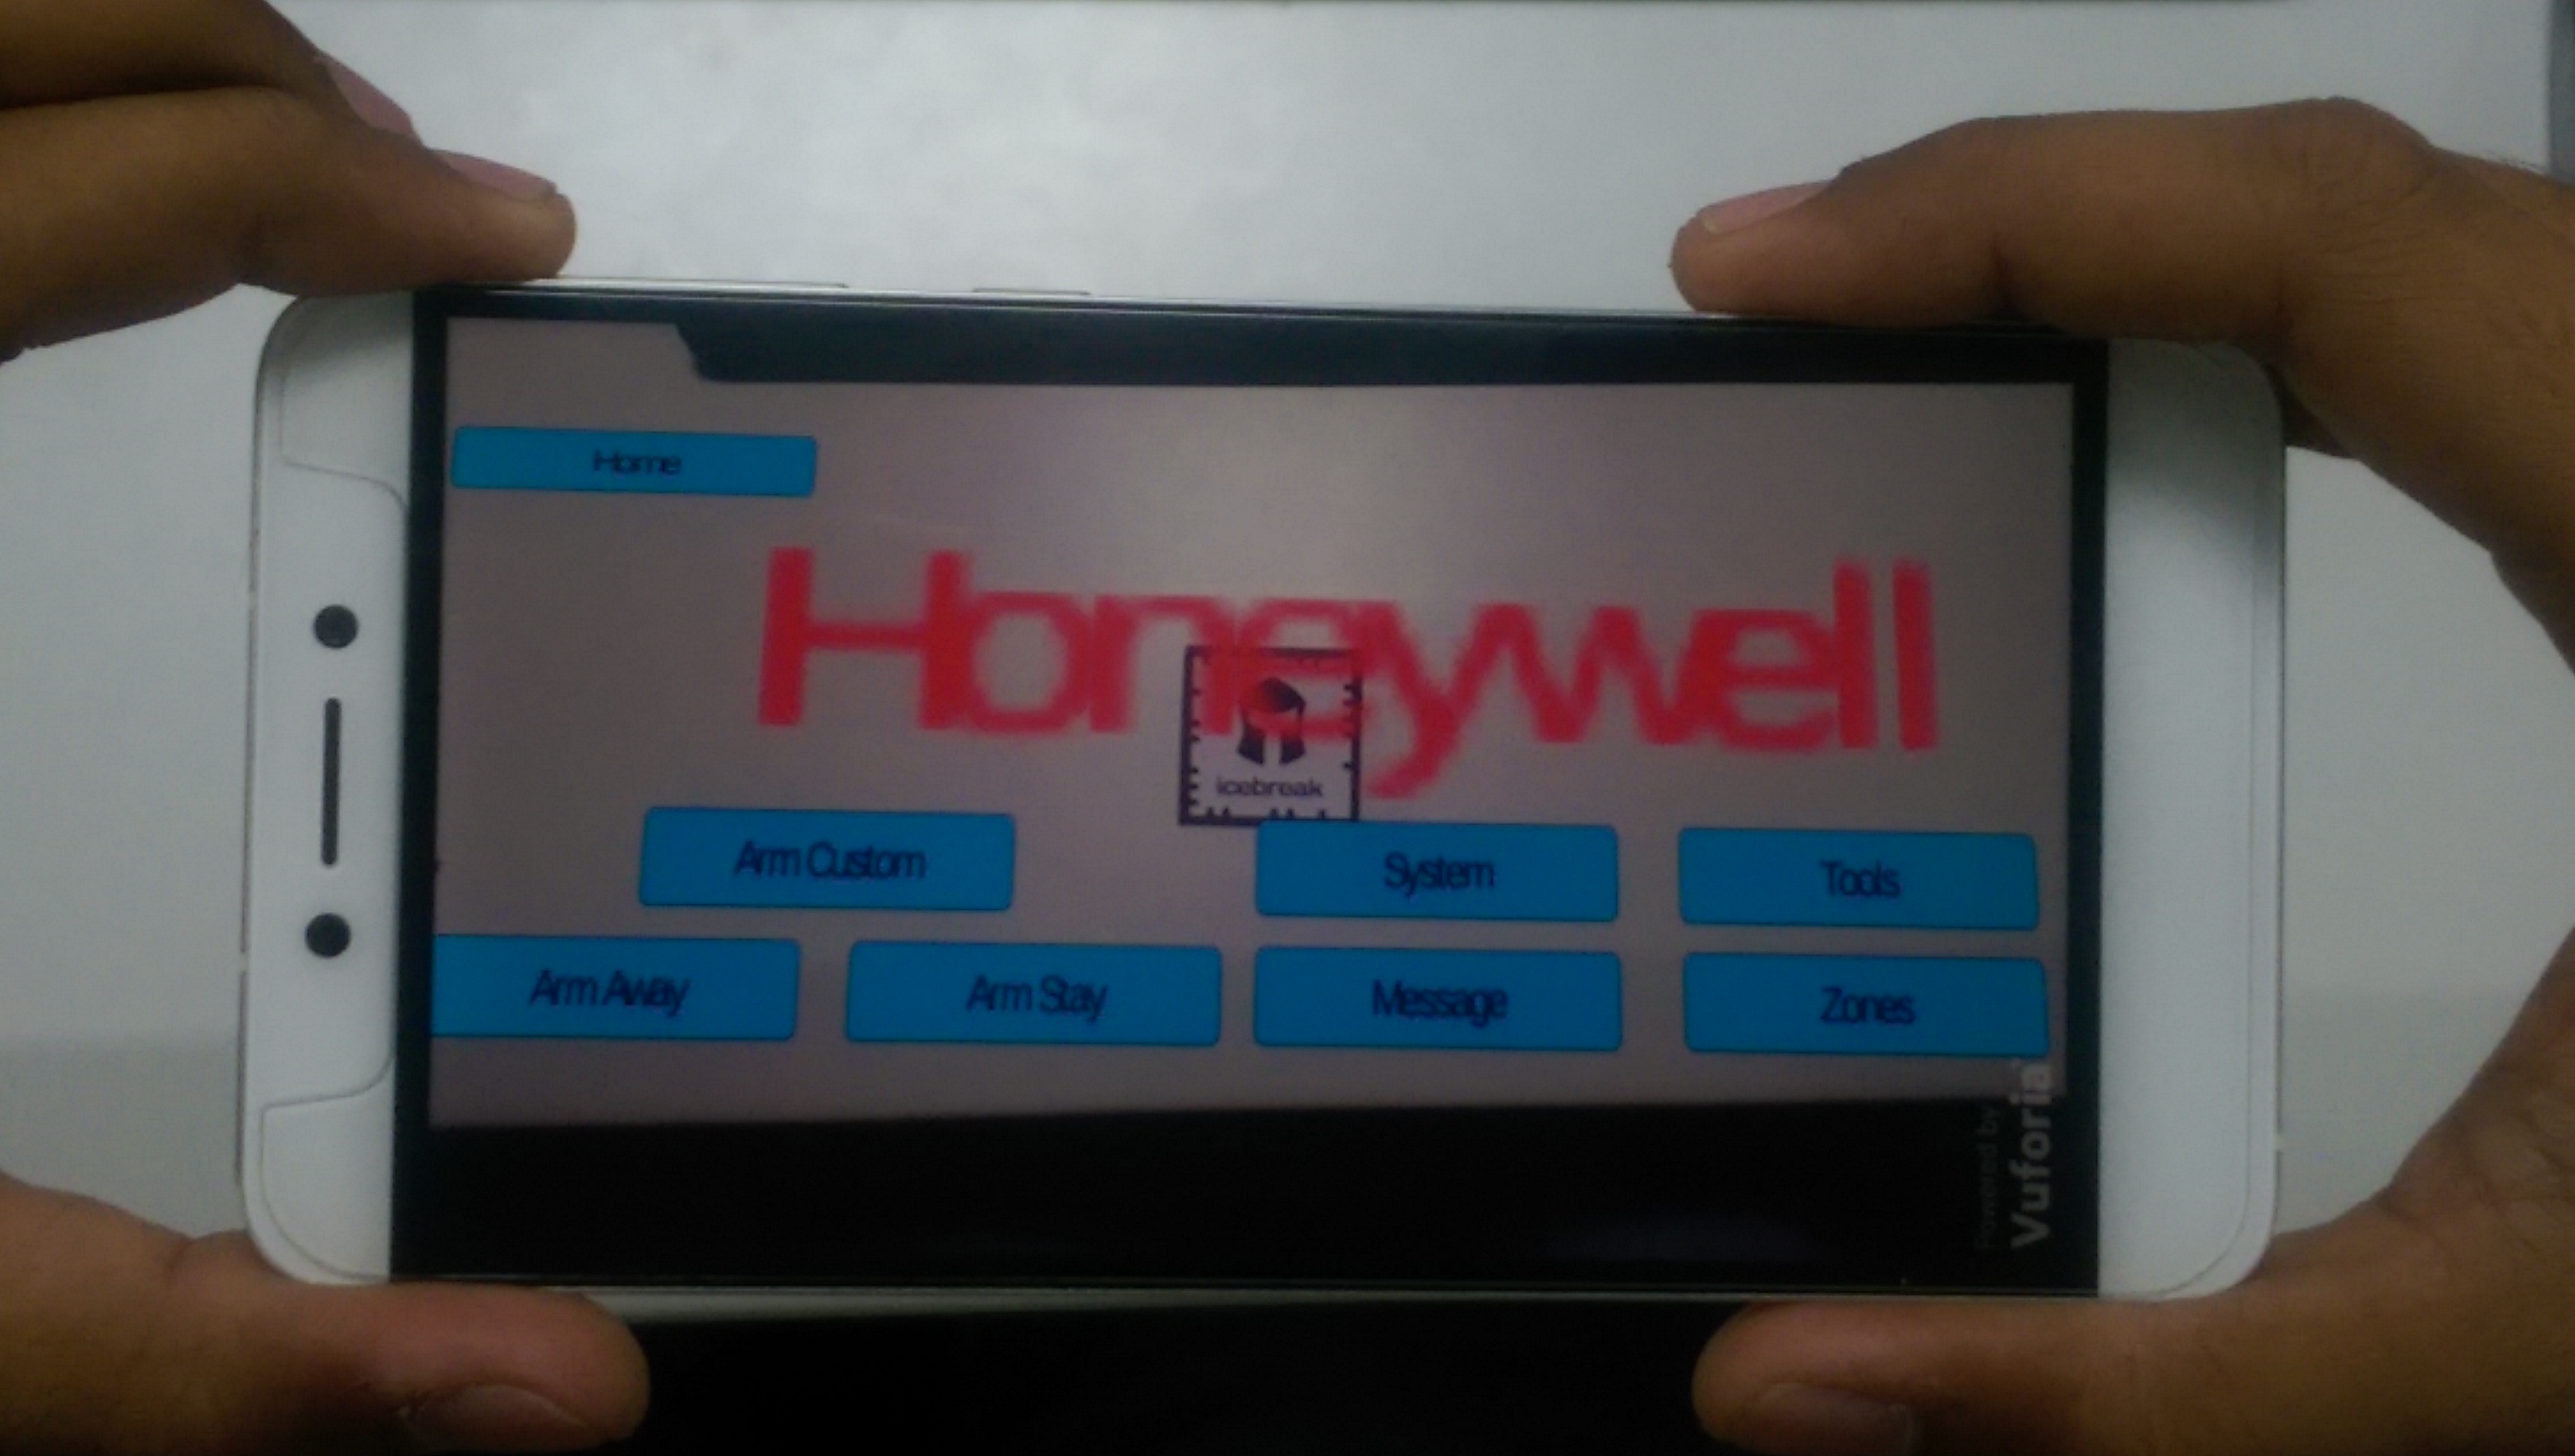 Home
Honeywell
icebreak
Arm Custom
System
Tools
Arm Away
Arm Stay
Message
Zones
Powered by
Vuforia